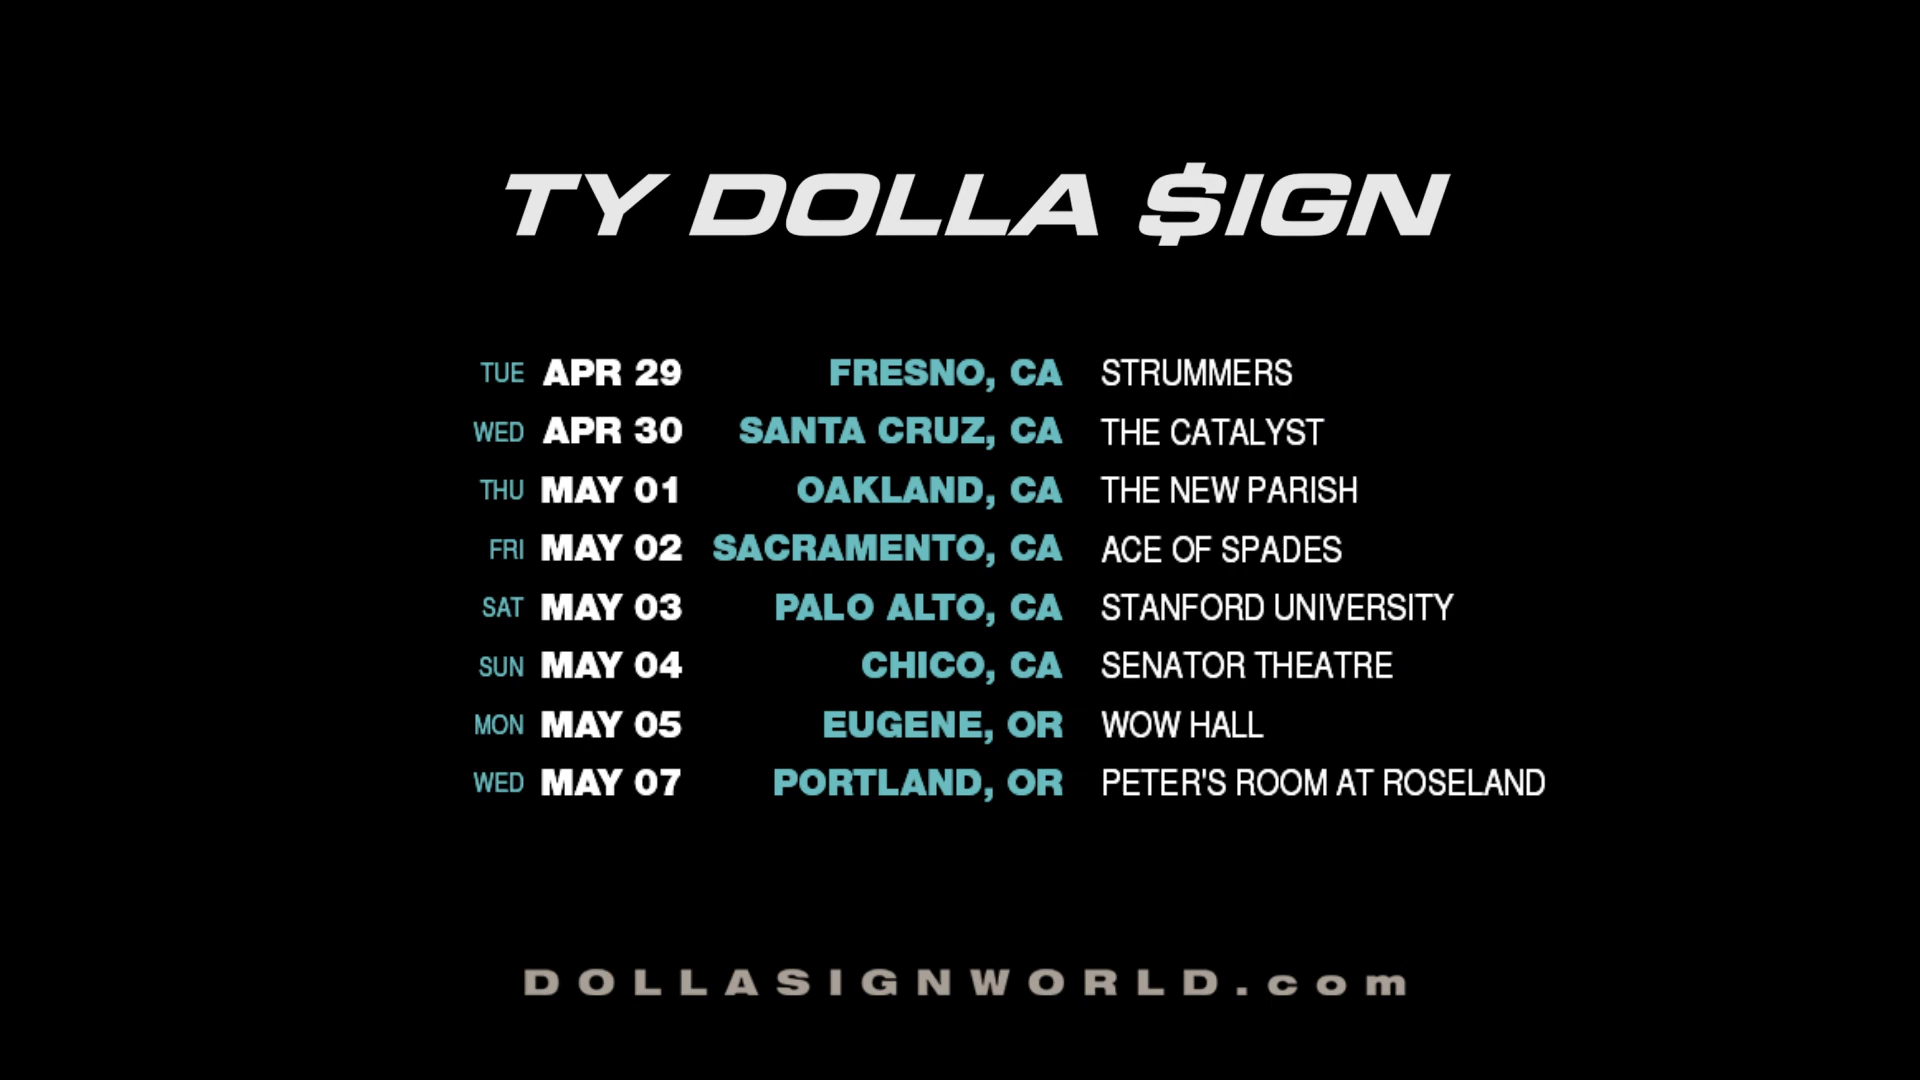 TY DOLLA $IGN
TUE APR 29 FRESNO, CA STRUMMERS
WED APR 30 SANTA CRUZ, CA THE CATALYST
THU MAY 01 OAKLAND, CA THE NEW PARISH
FRI MAY 02 SACRAMENTO, CA ACE OF SPADES
SAT MAY 03 PALO ALTO, CA STANFORD UNIVERSITY
SUN MAY 04 CHICO, CA SENATOR THEATRE
MON MAY 05 EUGENE, OR WOW HALL
WED MAY 07 PORTLAND, OR PETER'S ROOM AT ROSELAND
DOLLASIGNWORLD.com